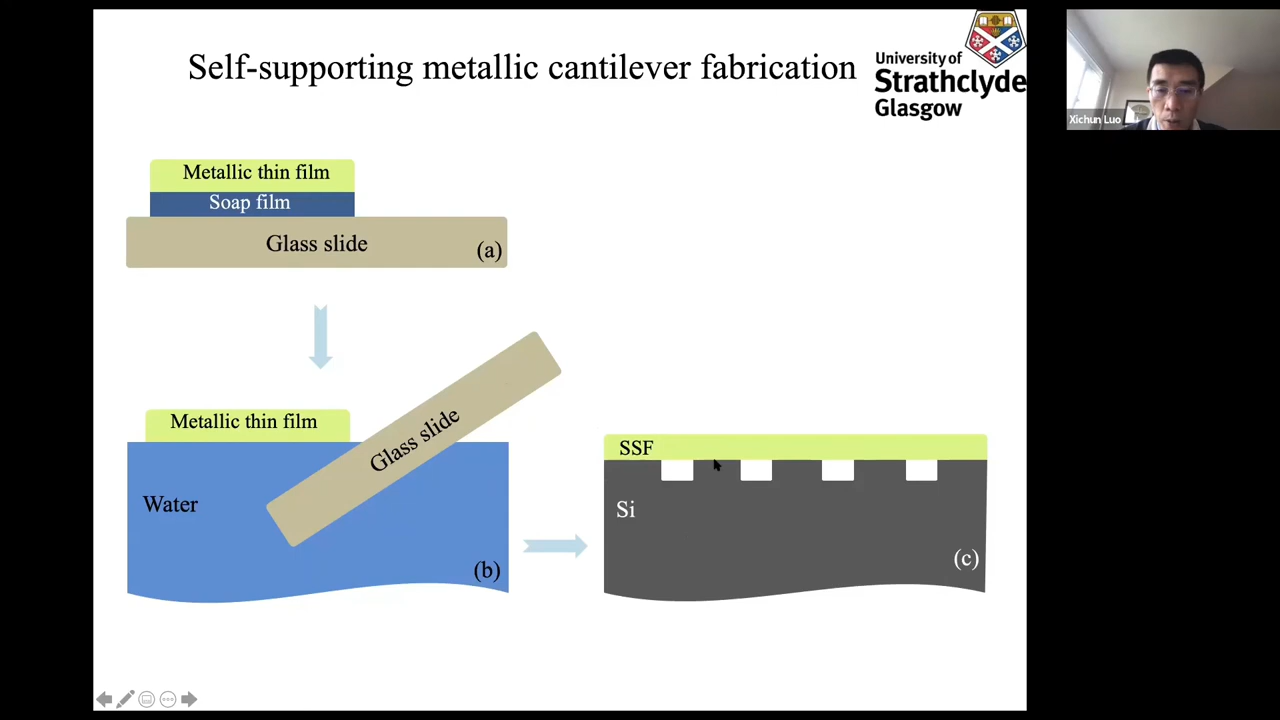 Self-supporting metallic cantilever fabrication
University of
Strathclyde
Glasgow
Xichun Luo
Metallic thin film
Soap film
Glass slide
(a)
Metallic thin film
Glass slide
Water
(b)
SSF
Si
(c)